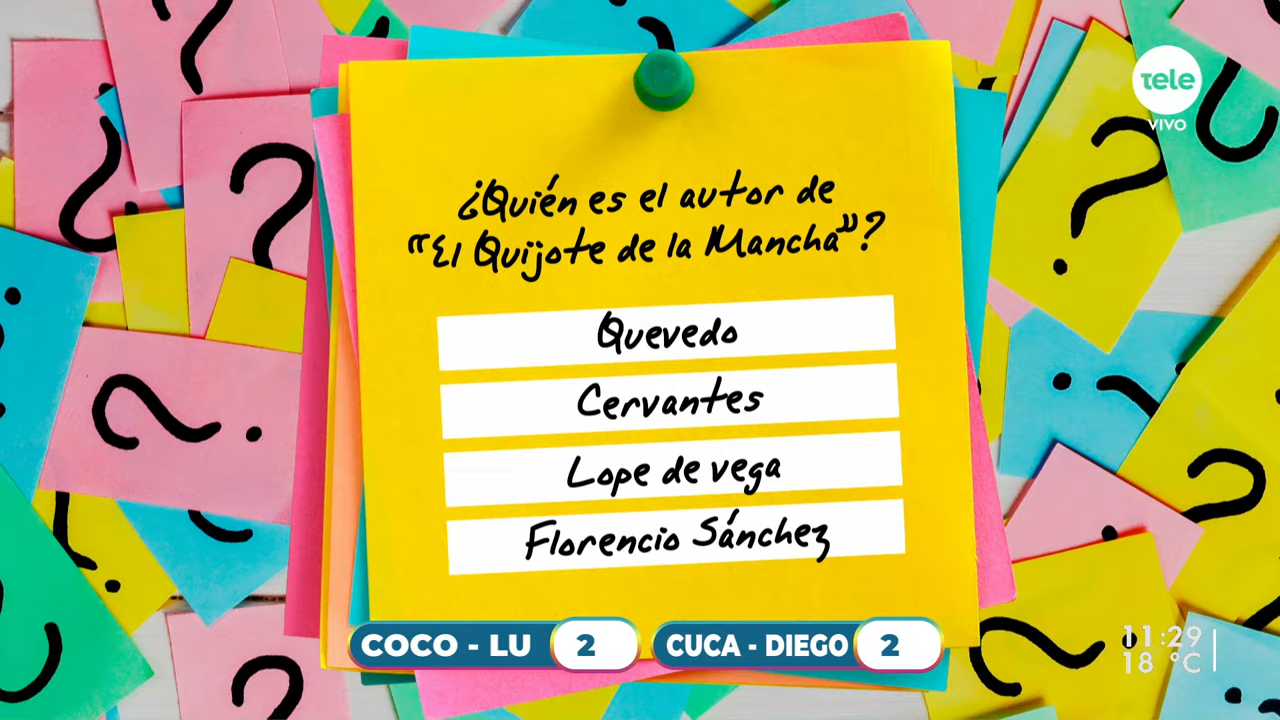 tele
VIVO
¿Quién es el autor de
"El Quijote de la Mancha"?
Quevedo
Cervantes
Lope de vega
Florencio Sánchez
COCO - LU 2
CUCA - DIEGO 2
11:29
18 °C